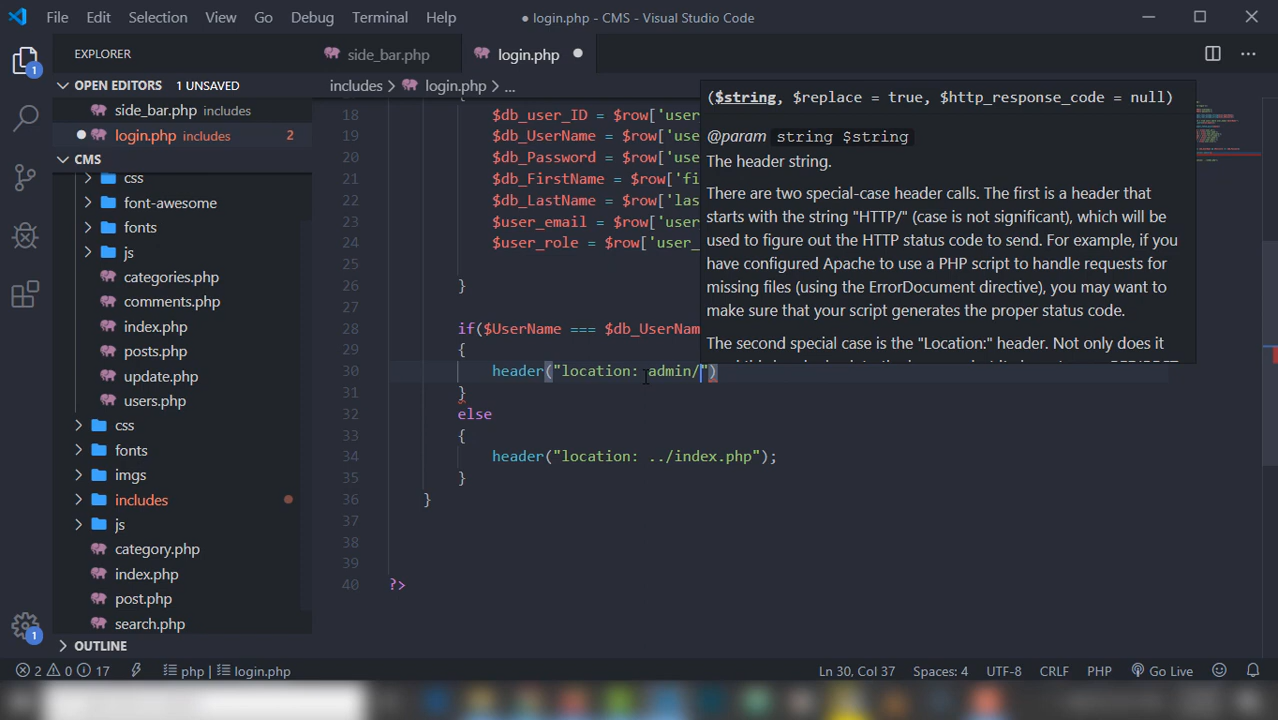 File Edit Selection View Go Debug Terminal Help ● login.php - CMS - Visual Studio Code
EXPLORER
side_bar.php login.php
OPEN EDITORS 1 UNSAVED
includes > login.php > ...
side_bar.php includes
login.php includes 2
CMS
css
font-awesome
fonts
js
categories.php
comments.php
index.php
posts.php
update.php
users.php
css
fonts
imgs
includes
js
category.php
index.php
post.php
search.php
OUTLINE
18 $db_user_ID = $row['user
19 $db_UserName = $row['use
20 $db_Password = $row['use
21 $db_FirstName = $row['fi
22 $db_LastName = $row['las
23 $user_email = $row['user
24 $user_role = $row['user_
25
26 }
27
28 if($UserName === $db_UserNam
29 {
30 header("location: admin/")
31 }
32 else
33 {
34 header("location: ../index.php");
35 }
36 }
37
38
39
40 ?>
($string, $replace = true, $http_response_code = null)
@param string $string
The header string.
There are two special-case header calls. The first is a header that
starts with the string "HTTP/" (case is not significant), which will be
used to figure out the HTTP status code to send. For example, if you
have configured Apache to use a PHP script to handle requests for
missing files (using the ErrorDocument directive), you may want to
make sure that your script generates the proper status code.
The second special case is the "Location:" header. Not only does it
1
1
2 0 17 php login.php Ln 30, Col 37 Spaces: 4 UTF-8 CRLF PHP Go Live